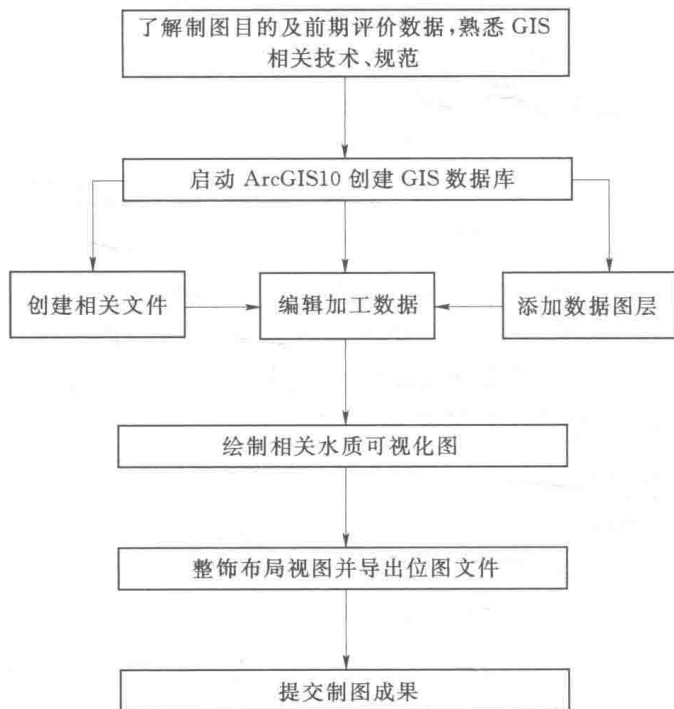 了解制图目的及前期评价数据,熟悉 GIS
相关技术、规范
启动 ArcGIS10 创建 GIS 数据库
创建相关文件
编辑加工数据
添加数据图层
绘制相关水质可视化图
整饰布局视图并导出位图文件
提交制图成果